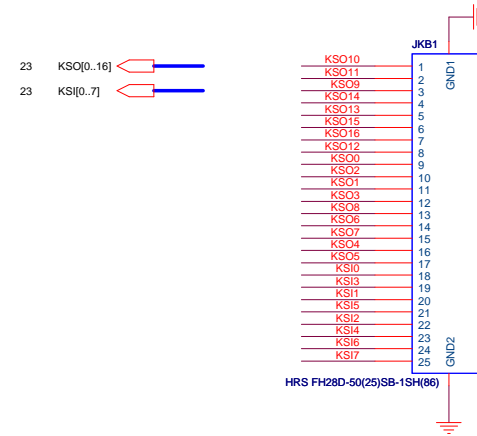 23 KSO[0..16]
23 KSI[0..7]
JKB1
KSO10 1
KSO11 2
KSO9 3
KSO14 4
KSO13 5
KSO15 6
KSO16 7
KSO12 8
KSO0 9
KSO2 10
KSO1 11
KSO3 12
KSO8 13
KSO6 14
KSO7 15
KSO4 16
KSO5 17
KSI0 18
KSI3 19
KSI1 20
KSI5 21
KSI2 22
KSI4 23
KSI6 24
KSI7 25
GND1
GND2
HRS FH28D-50(25)SB-1SH(86)